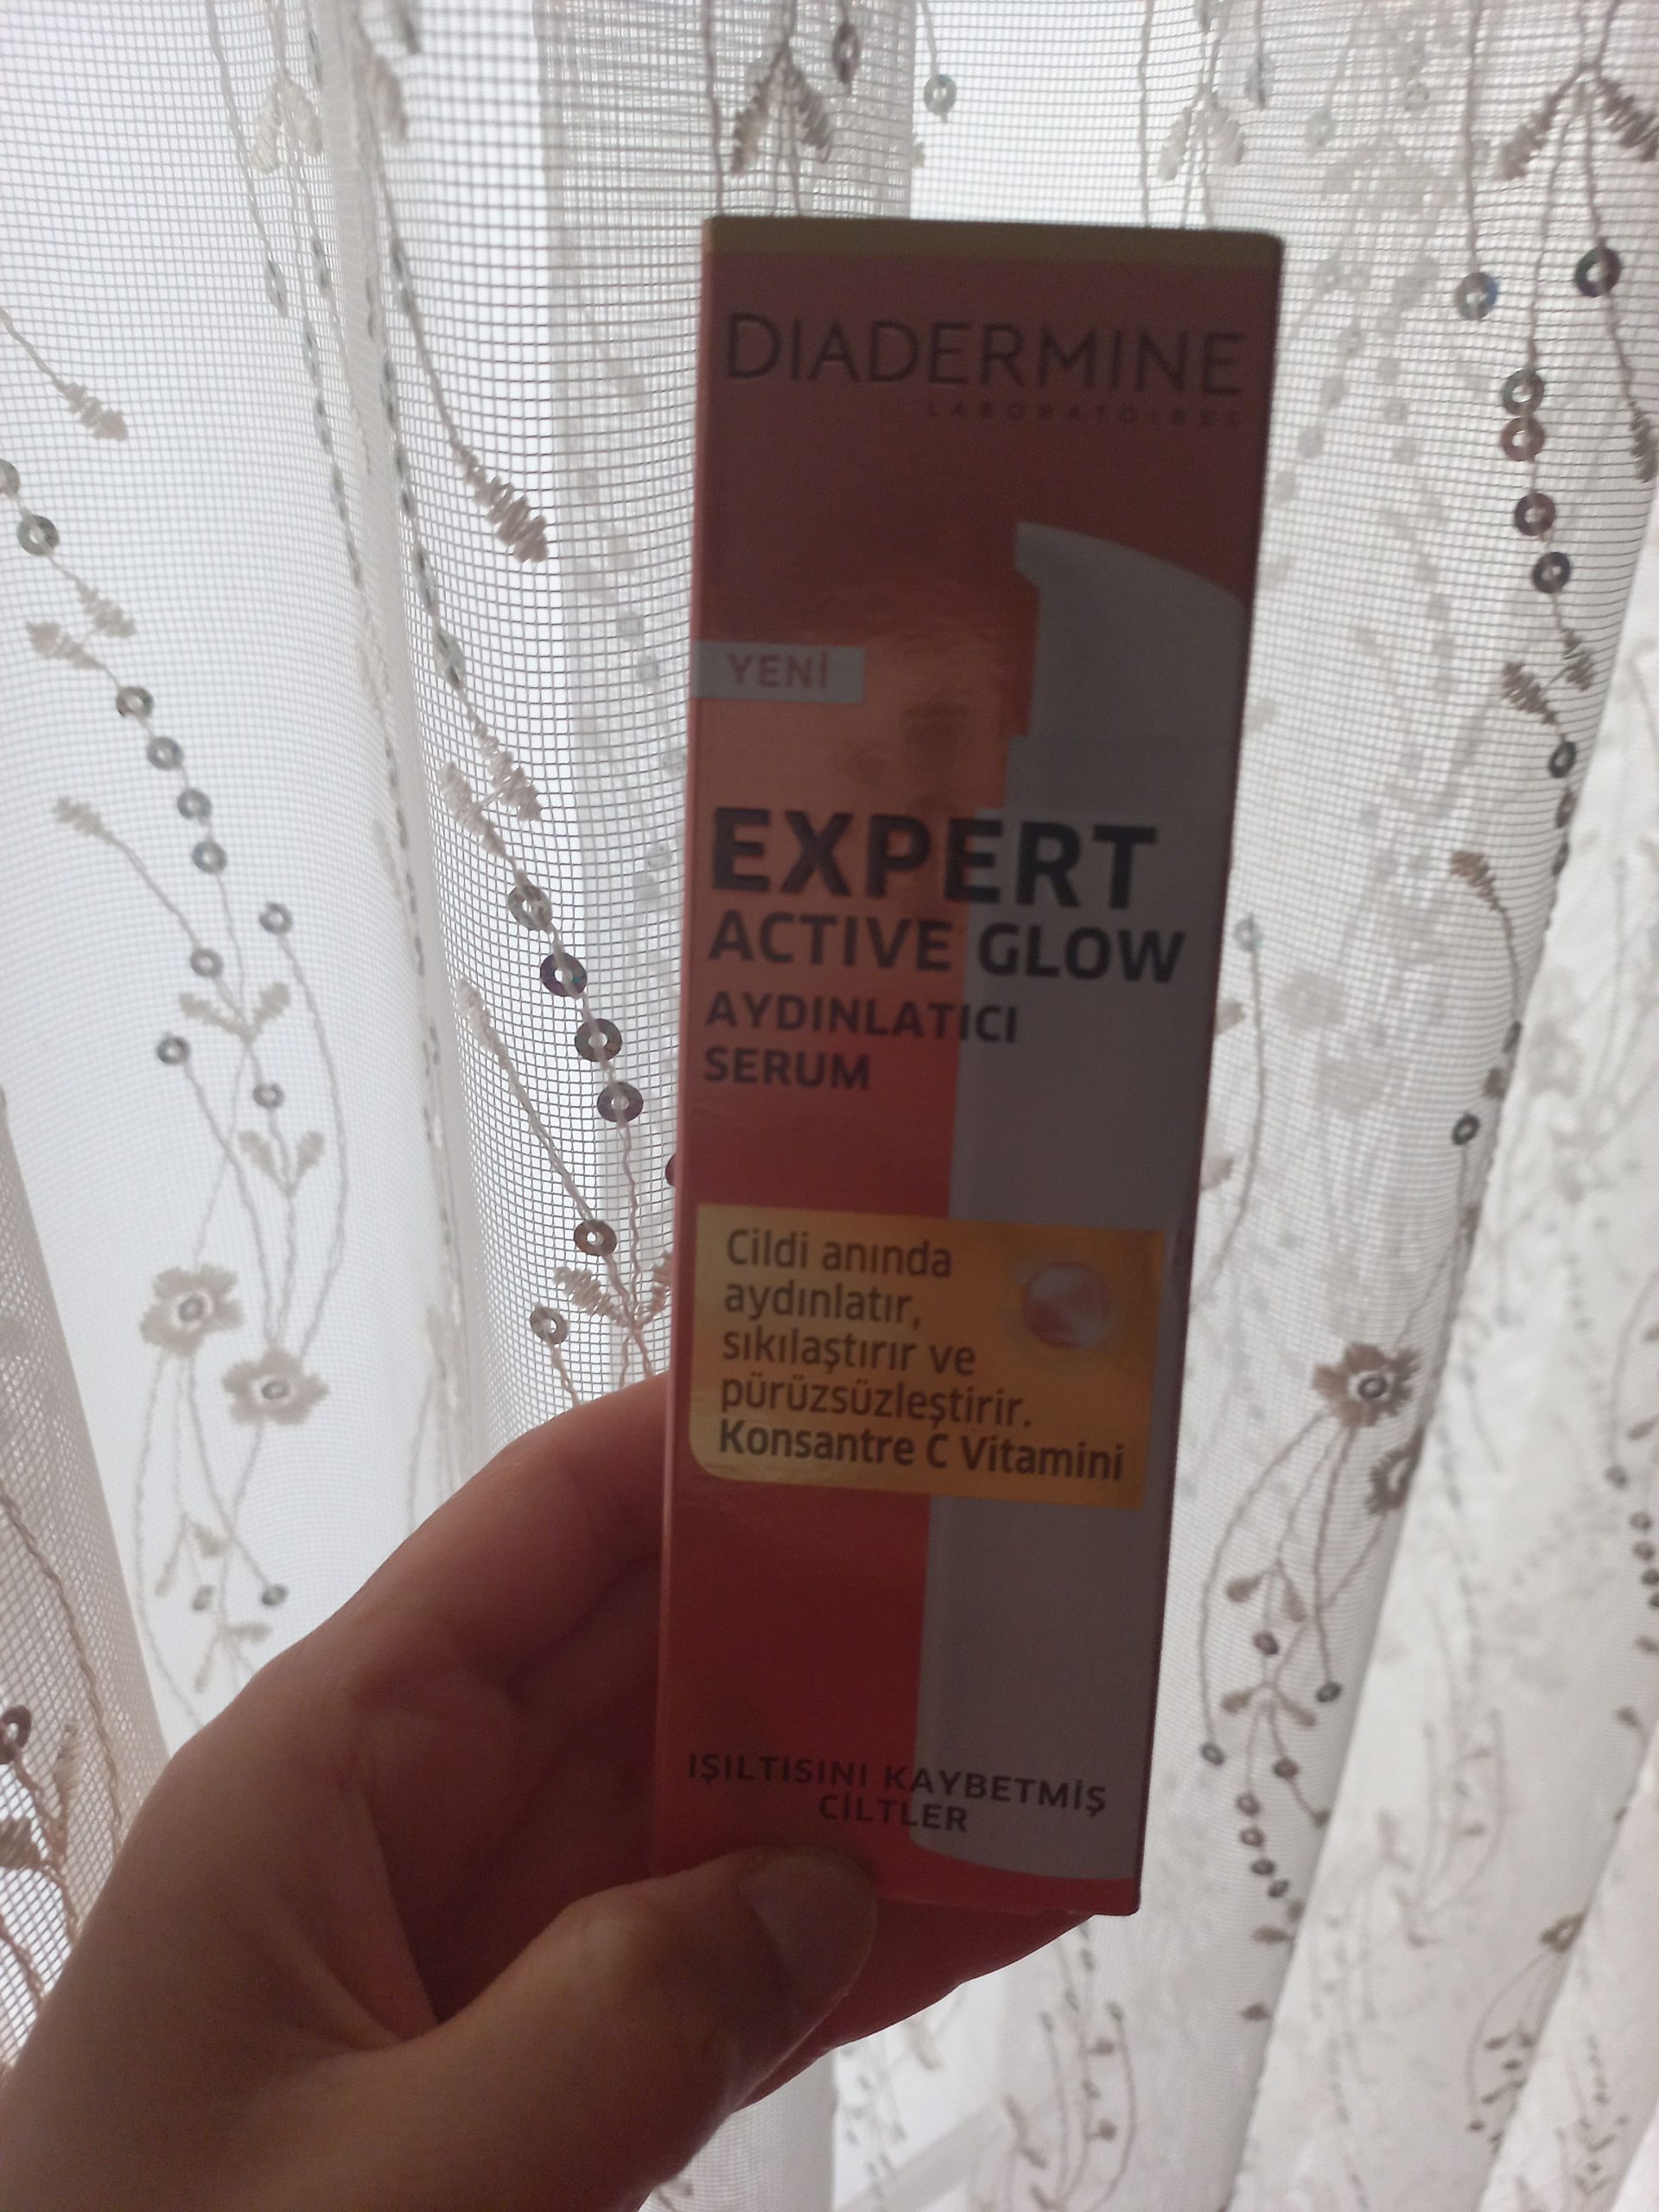 DIADERMINE
LABORATOIRES
YENİ
EXPERT
ACTIVE GLOW
AYDINLATICI
SERUM
Cildi anında
aydınlatır,
sıkılaştırır ve
pürüzsüzleştirir.
Konsantre C Vitamini
IŞILTISINI KAYBETMİŞ
CİLTLER